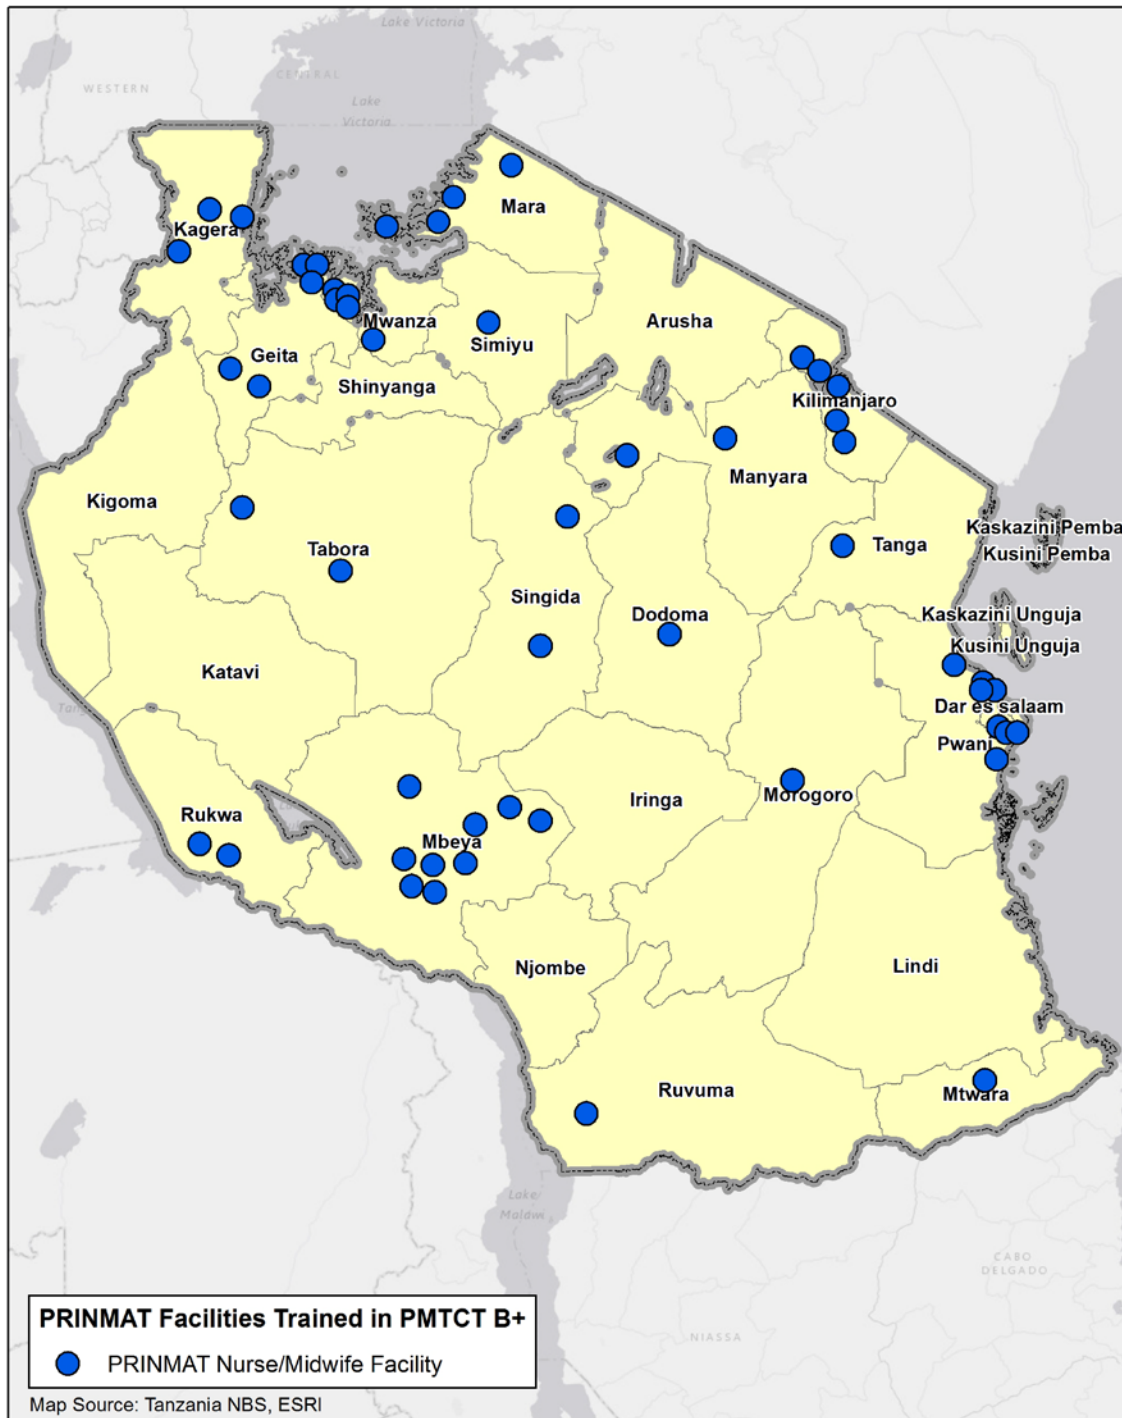 Lake Victoria
CENTRAL
WESTERN
Lake
Victoria
Mara
Kagera
Mwanza
Simiyu
Arusha
Geita
Shinyanga
Kilimanjaro
Manyara
Kigoma
Kaskazini Pemba
Tabora
Tanga
Kusini Pemba
Singida
Dodoma
Kaskazini Unguja
Kusini Unguja
Katavi
Dar es salaam
Pwani
Rukwa
Iringa
Morogoro
Mbeya
Njombe
Lindi
Ruvuma
Mtwara
Lake
Malawi
CABO
DELGADO
NIASSA
PRINMAT Facilities Trained in PMTCT B+
PRINMAT Nurse/Midwife Facility
Map Source: Tanzania NBS, ESRI